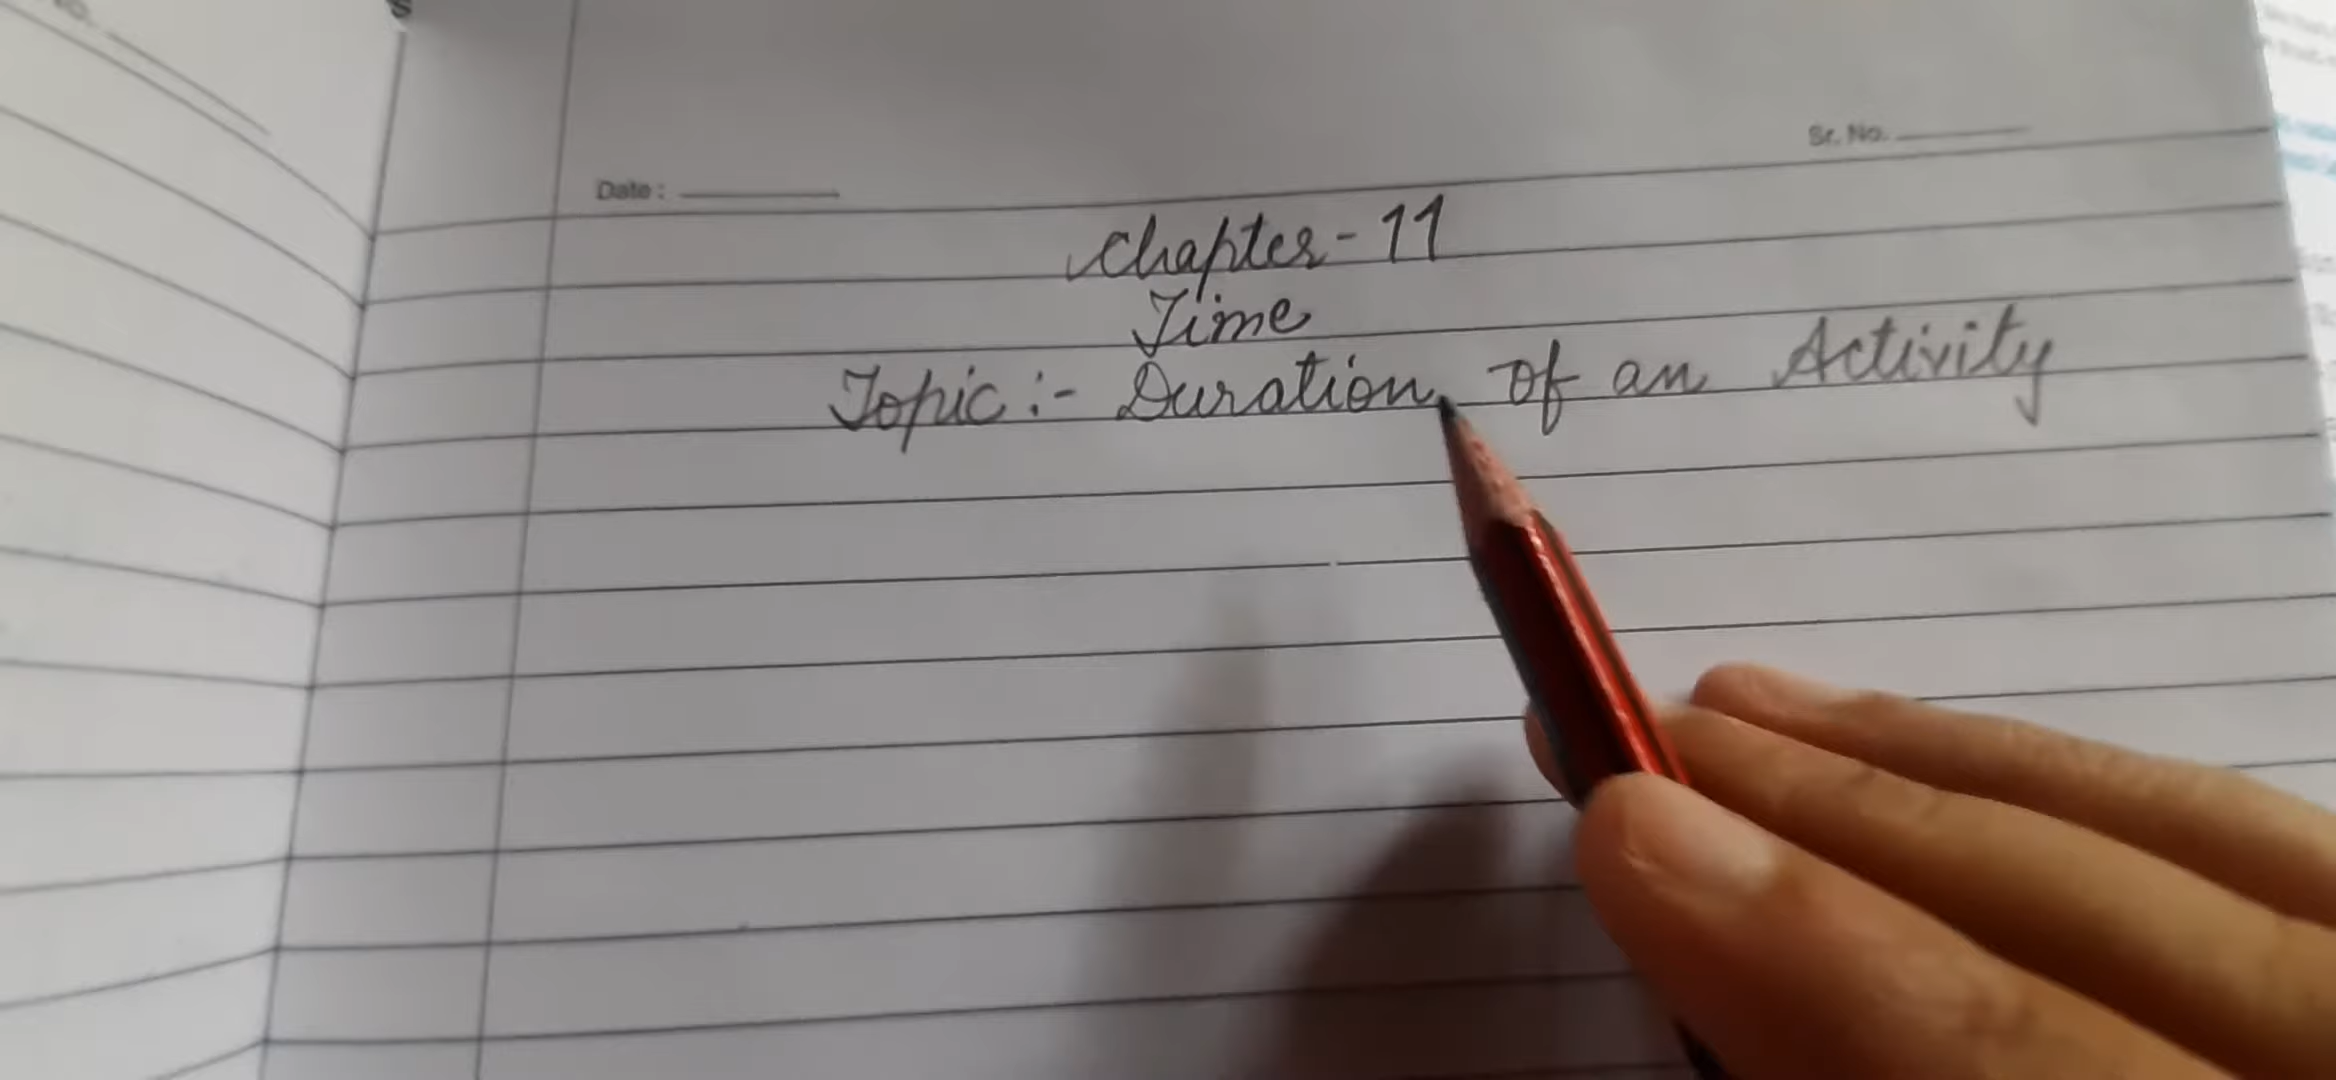 Sr. No.
Date :
Chapter - 11
Time
Topic :- Duration of an Activity